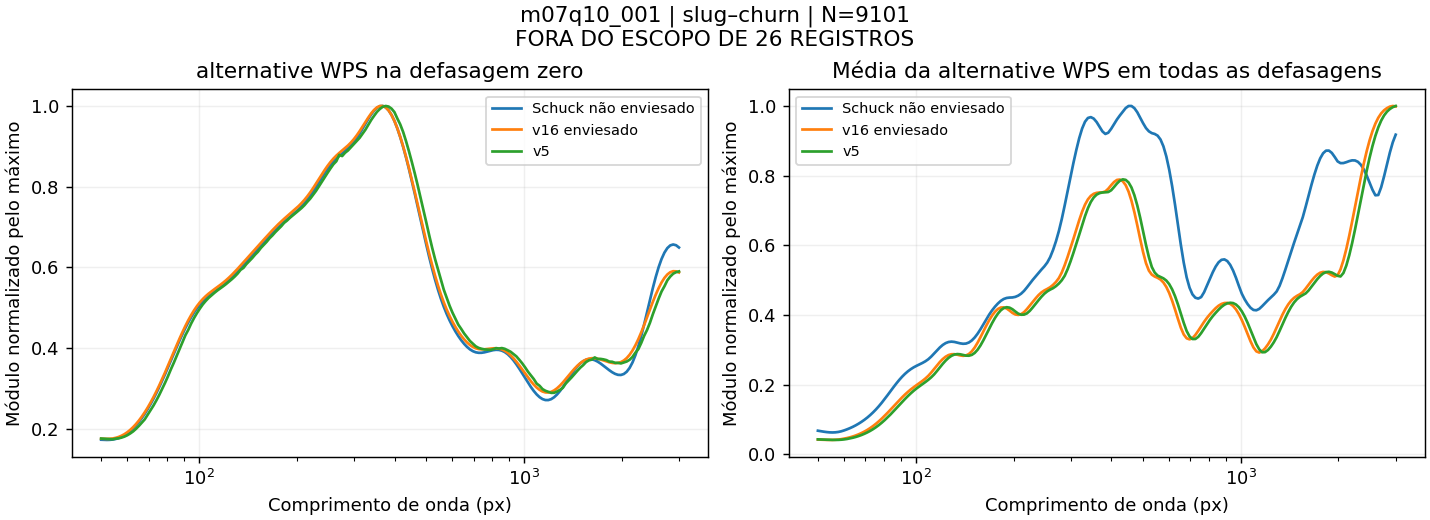 m07q10_001 | slug–churn | N=9101
FORA DO ESCOPO DE 26 REGISTROS
alternative WPS na defasagem zero
Módulo normalizado pelo máximo
1.0
0.8
0.6
0.4
0.2
Schuck não enviesado
v16 enviesado
v5
10²
10³
Comprimento de onda (px)
Média da alternative WPS em todas as defasagens
Módulo normalizado pelo máximo
1.0
0.8
0.6
0.4
0.2
0.0
Schuck não enviesado
v16 enviesado
v5
10²
10³
Comprimento de onda (px)